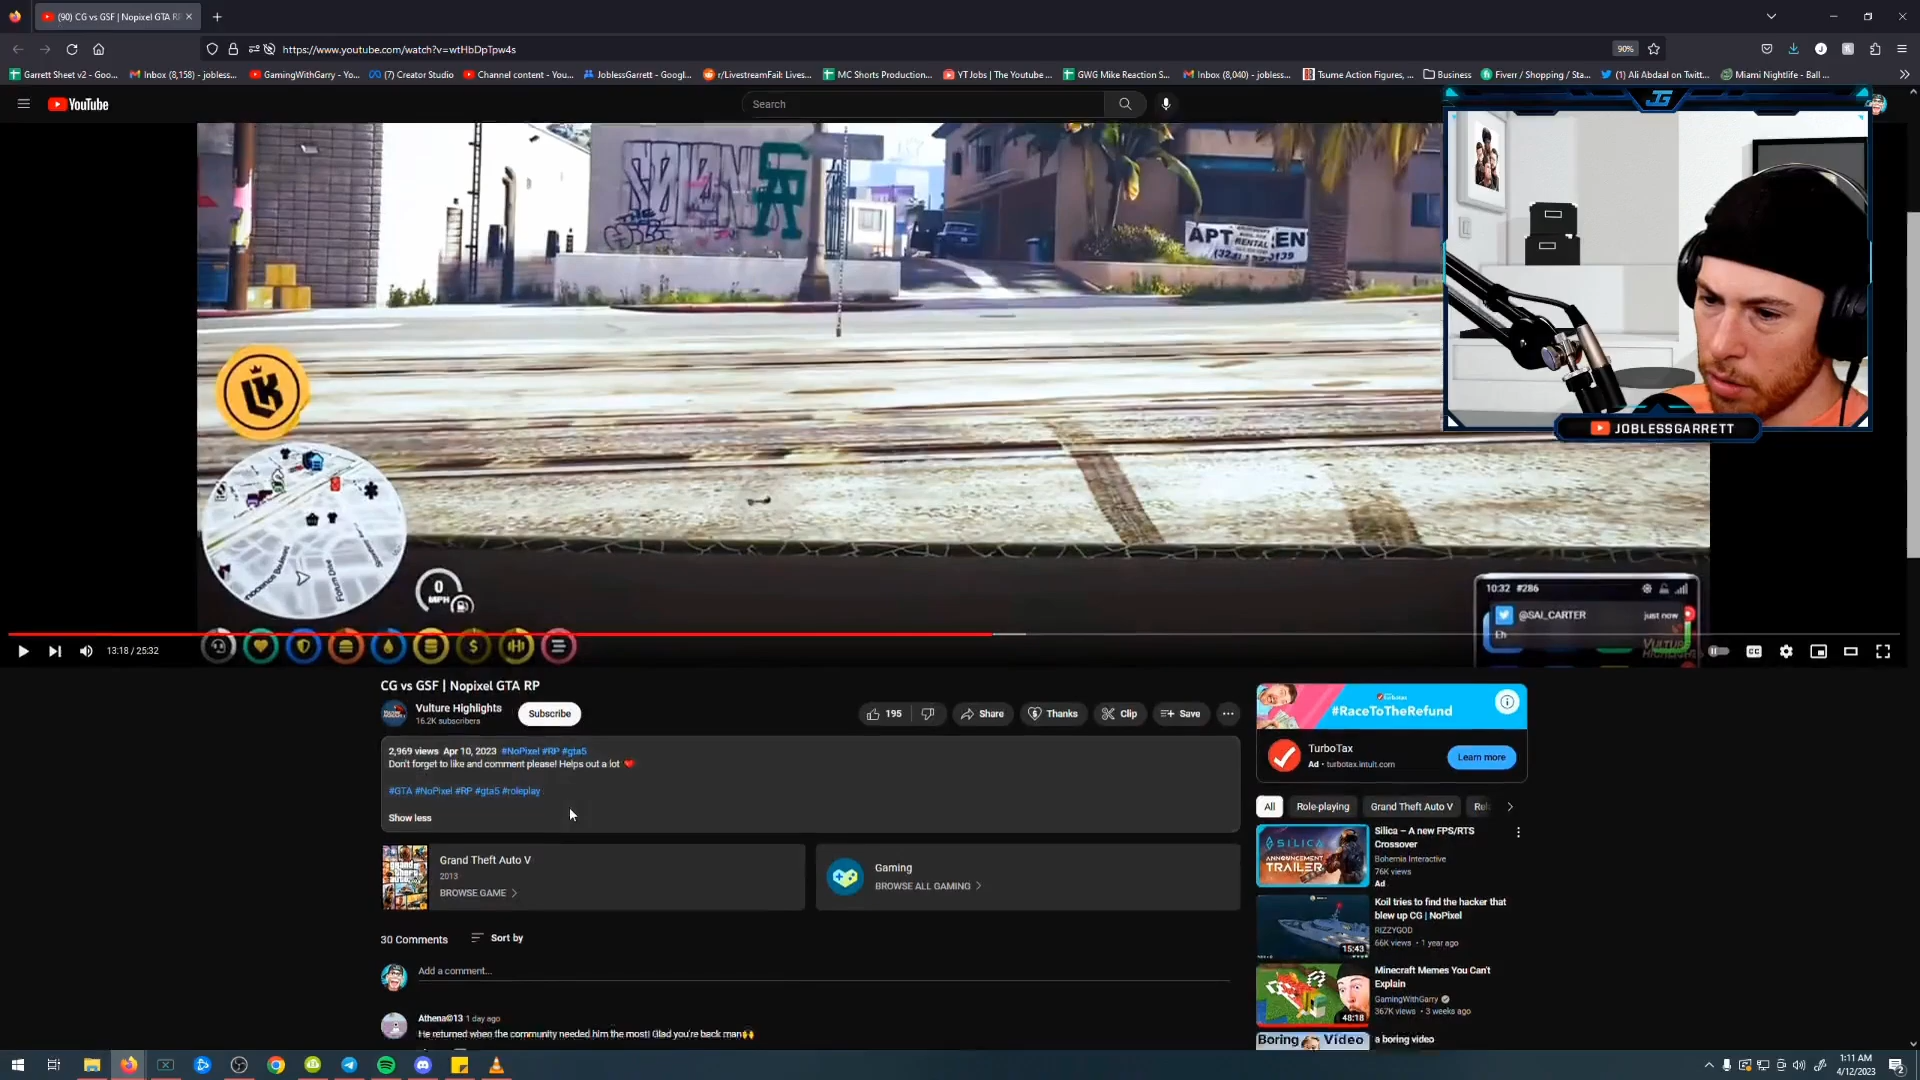 (90) CG vs GSF | Nopixel GTA RP
https://www.youtube.com/watch?v=wtHbDpTpw4s
90%
Garrett Sheet v2 - Goo...
Inbox (8,158) - jobless...
GamingWithGarry - Yo...
(7) Creator Studio
Channel content - You...
JoblessGarrett - Googl...
r/LivestreamFail: Lives...
MC Shorts Production...
YT Jobs | The Youtube ...
GWG Mike Reaction S...
Inbox (8,040) - jobless...
Tsume Action Figures, ...
Business
Fiverr / Shopping / Sta...
(1) Ali Abdaal on Twitt...
Miami Nightlife - Ball ...
YouTube
Search
JG
APT RENTAL EN
LK
JOBLESSGARRETT
0
MPH
10:32 #286
@SAI_CARTER just now
Eh
13:18 / 25:32
CC
CG vs GSF | Nopixel GTA RP
Vulture Highlights
16.2K subscribers
Subscribe
195
Share
Thanks
Clip
Save
2,969 views Apr 10, 2023 #NoPixel #RP #gta5
Don't forget to like and comment please! Helps out a lot ❤️
#GTA #NoPixel #RP #gta5 #roleplay
Show less
Grand Theft Auto V
2013
BROWSE GAME
Gaming
BROWSE ALL GAMING
30 Comments
Sort by
Add a comment...
Athena©13 1 day ago
He returned when the community needed him the most! Glad you're back man🙌
turbotax
#RaceToTheRefund
TurboTax
Ad • turbotax.intuit.com
Learn more
All
Role-playing
Grand Theft Auto V
SILICA
ANNOUNCEMENT
TRAILER
Silica – A new FPS/RTS
Crossover
Bohemia Interactive
76K views
Ad
15:43
Koil tries to find the hacker that
blew up CG | NoPixel
RIZZYGOD
66K views • 1 year ago
48:18
Minecraft Memes You Can't
Explain
GamingWithGarry
367K views • 3 weeks ago
Boring Video
a boring video
1:11 AM
4/12/2023